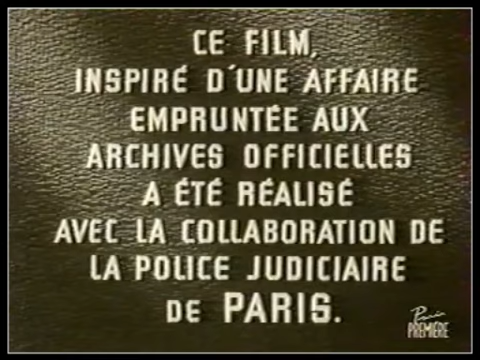 CE FILM,
INSPIRÉ D'UNE AFFAIRE
EMPRUNTÉE AUX
ARCHIVES OFFICIELLES
A ÉTÉ RÉALISÉ
AVEC LA COLLABORATION DE
LA POLICE JUDICIAIRE
DE PARIS.
Paris
PREMIÈRE